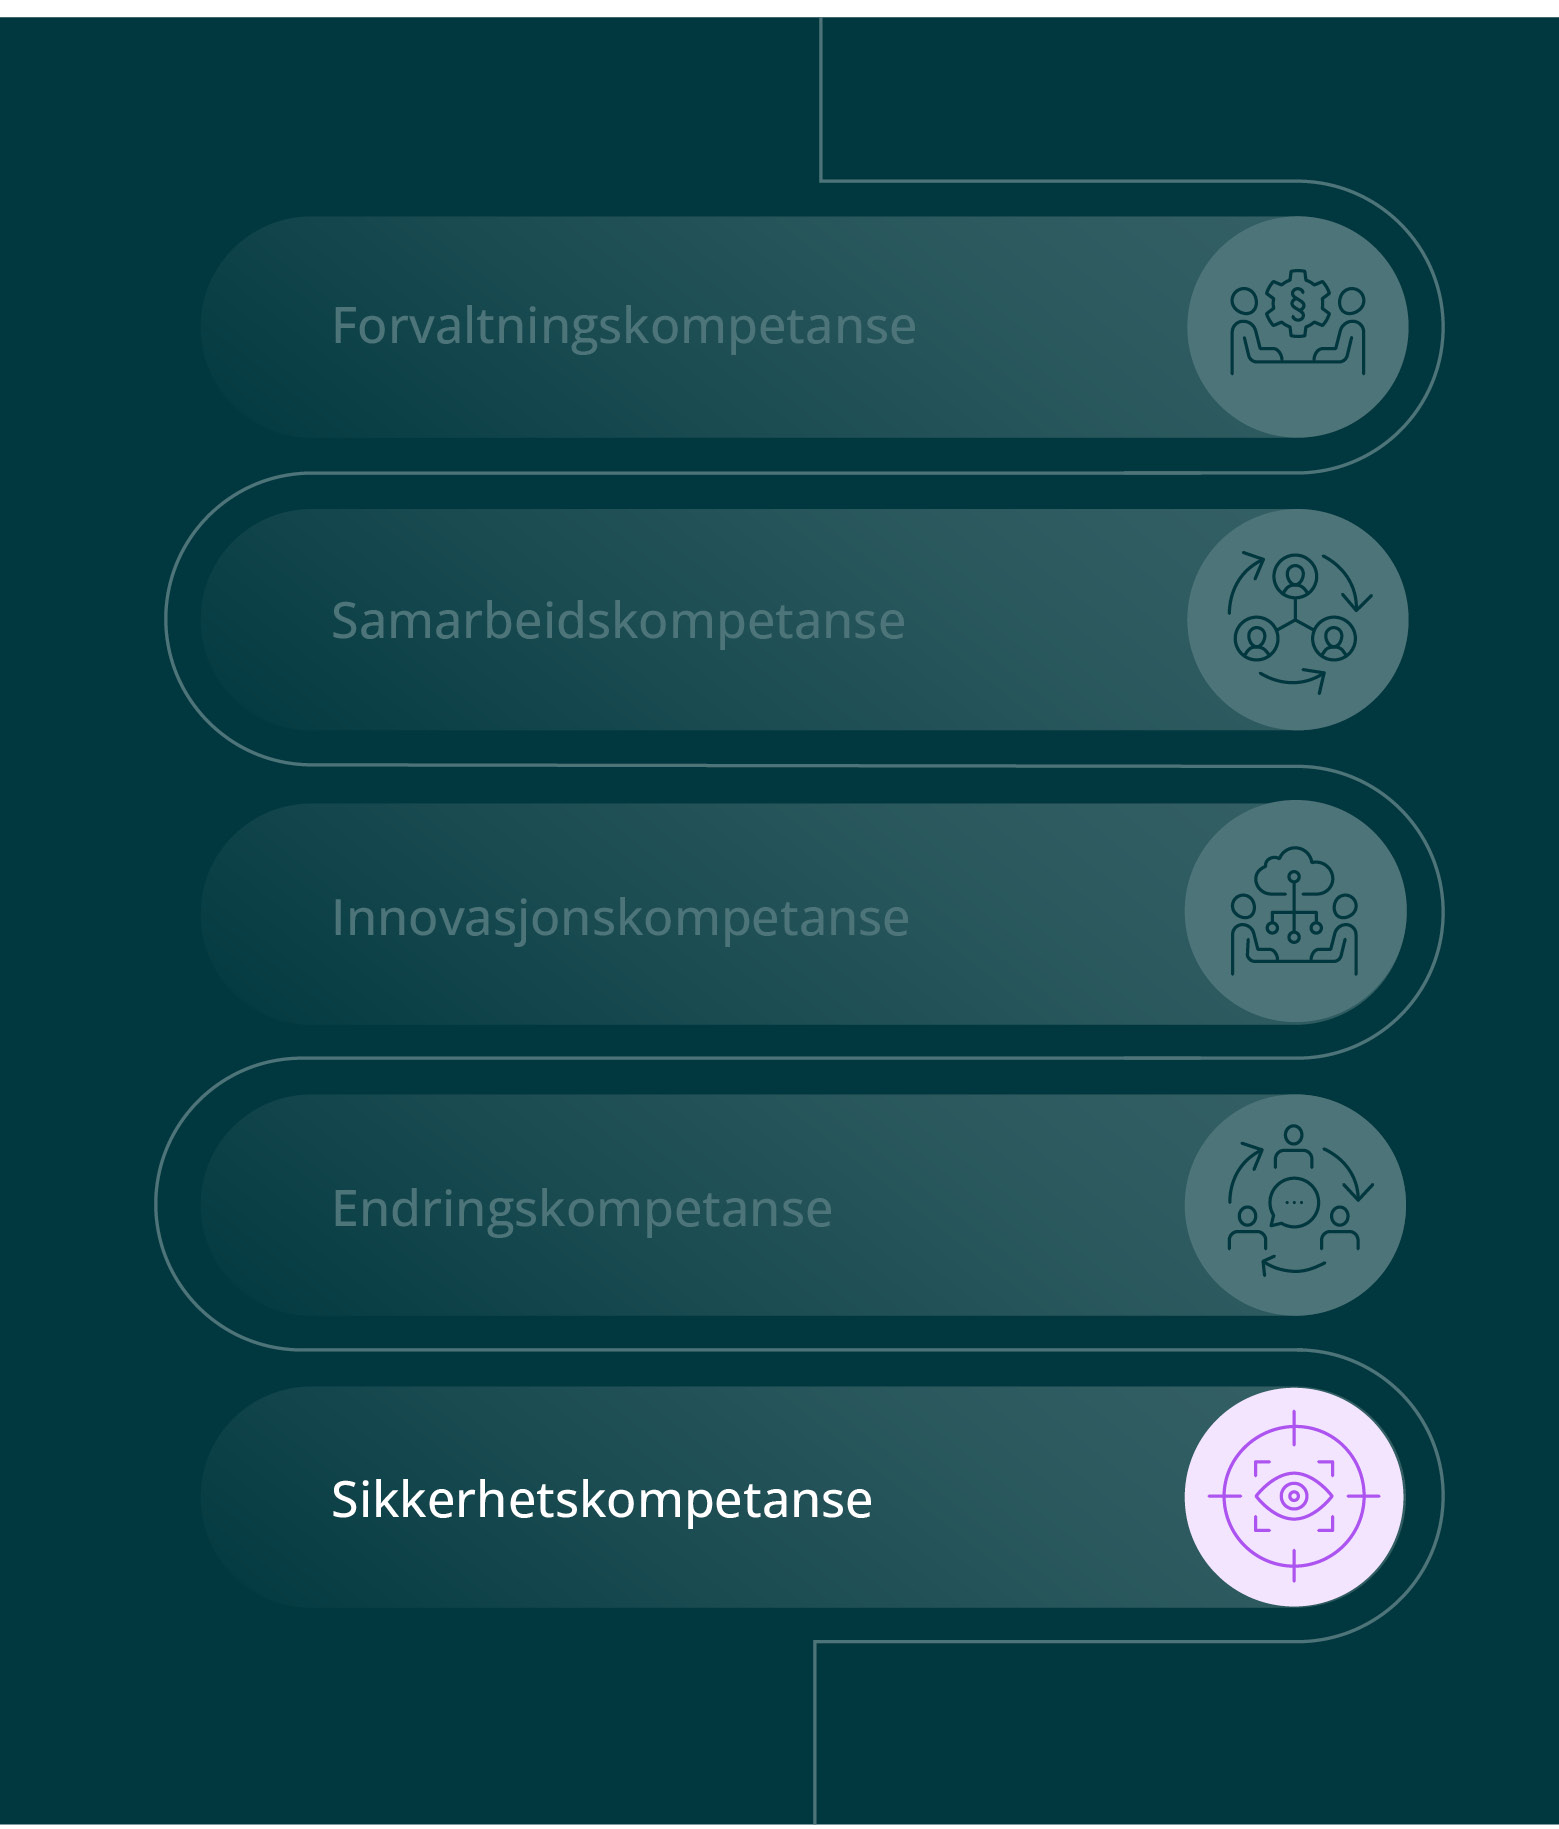 Forvaltningskompetanse
§
Samarbeidskompetanse
Innovasjonskompetanse
Endringskompetanse
Sikkerhetskompetanse